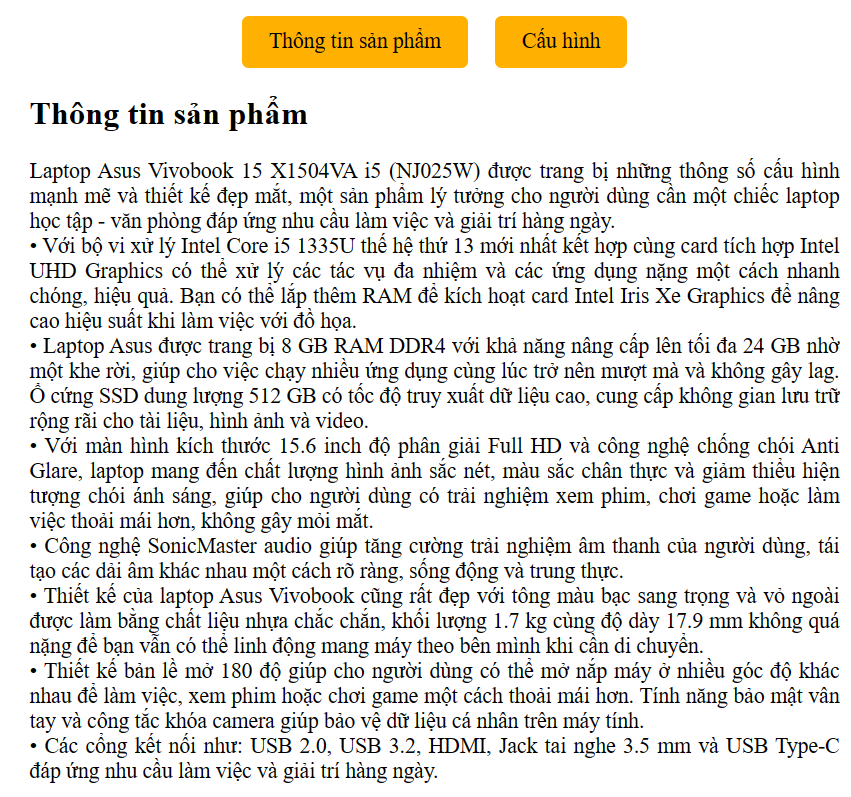 Thông tin sản phẩm
Cấu hình
Thông tin sản phẩm
Laptop Asus Vivobook 15 X1504VA i5 (NJ025W) được trang bị những thông số cấu hình
mạnh mẽ và thiết kế đẹp mắt, một sản phẩm lý tưởng cho người dùng cần một chiếc laptop
học tập - văn phòng đáp ứng nhu cầu làm việc và giải trí hàng ngày.
• Với bộ vi xử lý Intel Core i5 1335U thế hệ thứ 13 mới nhất kết hợp cùng card tích hợp Intel
UHD Graphics có thể xử lý các tác vụ đa nhiệm và các ứng dụng nặng một cách nhanh
chóng, hiệu quả. Bạn có thể lắp thêm RAM để kích hoạt card Intel Iris Xe Graphics để nâng
cao hiệu suất khi làm việc với đồ họa.
• Laptop Asus được trang bị 8 GB RAM DDR4 với khả năng nâng cấp lên tối đa 24 GB nhờ
một khe rời, giúp cho việc chạy nhiều ứng dụng cùng lúc trở nên mượt mà và không gây lag.
Ổ cứng SSD dung lượng 512 GB có tốc độ truy xuất dữ liệu cao, cung cấp không gian lưu trữ
rộng rãi cho tài liệu, hình ảnh và video.
• Với màn hình kích thước 15.6 inch độ phân giải Full HD và công nghệ chống chói Anti
Glare, laptop mang đến chất lượng hình ảnh sắc nét, màu sắc chân thực và giảm thiểu hiện
tượng chói ánh sáng, giúp cho người dùng có trải nghiệm xem phim, chơi game hoặc làm
việc thoải mái hơn, không gây mỏi mắt.
• Công nghệ SonicMaster audio giúp tăng cường trải nghiệm âm thanh của người dùng, tái
tạo các dải âm khác nhau một cách rõ ràng, sống động và trung thực.
• Thiết kế của laptop Asus Vivobook cũng rất đẹp với tông màu bạc sang trọng và vỏ ngoài
được làm bằng chất liệu nhựa chắc chắn, khối lượng 1.7 kg cùng độ dày 17.9 mm không quá
nặng để bạn vẫn có thể linh động mang máy theo bên mình khi cần di chuyển.
• Thiết kế bản lề mở 180 độ giúp cho người dùng có thể mở nắp máy ở nhiều góc độ khác
nhau để làm việc, xem phim hoặc chơi game một cách thoải mái hơn. Tính năng bảo mật vân
tay và công tắc khóa camera giúp bảo vệ dữ liệu cá nhân trên máy tính.
• Các cổng kết nối như: USB 2.0, USB 3.2, HDMI, Jack tai nghe 3.5 mm và USB Type-C
đáp ứng nhu cầu làm việc và giải trí hàng ngày.